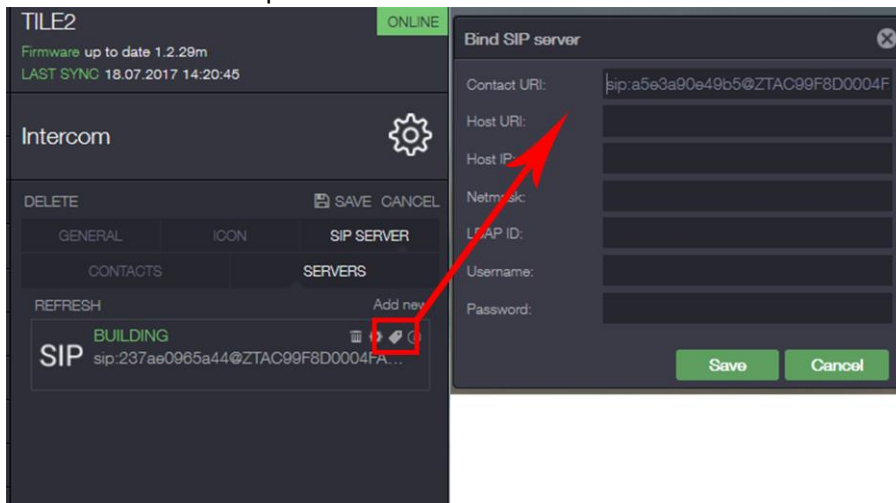 TILE2
ONLINE
Firmware up to date 1.2.29m
LAST SYNC 18.07.2017 14:20:45
Intercom
DELETE
SAVE CANCEL
GENERAL ICON SIP SERVER
CONTACTS SERVERS
REFRESH Add new
BUILDING
SIP sip:237ae0965a44@ZTAC99F8D0004FA...
Bind SIP server
Contact URI: sip:a5e3a90e49b5@ZTAC99F8D0004F
Host URI:
Host IP:
Netmask:
LDAP ID:
Username:
Password:
Save Cancel